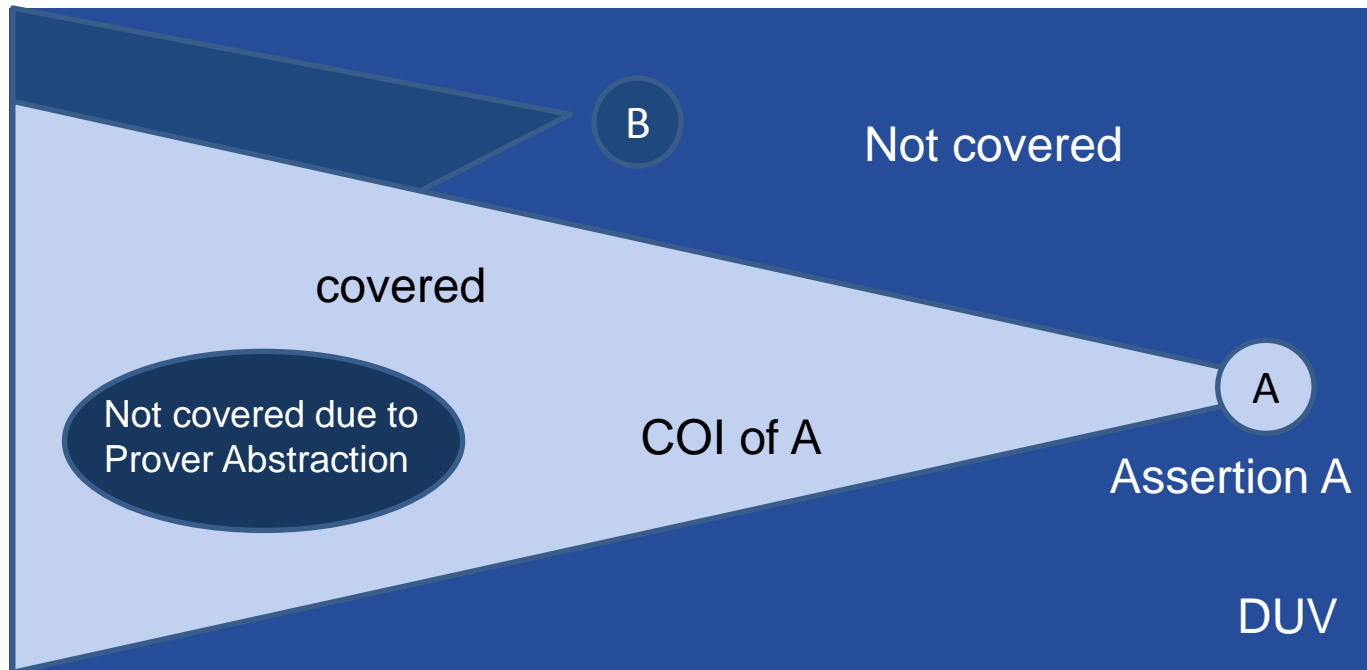 B
Not covered
covered
Not covered due to
Prover Abstraction
COI of A
A
Assertion A
DUV